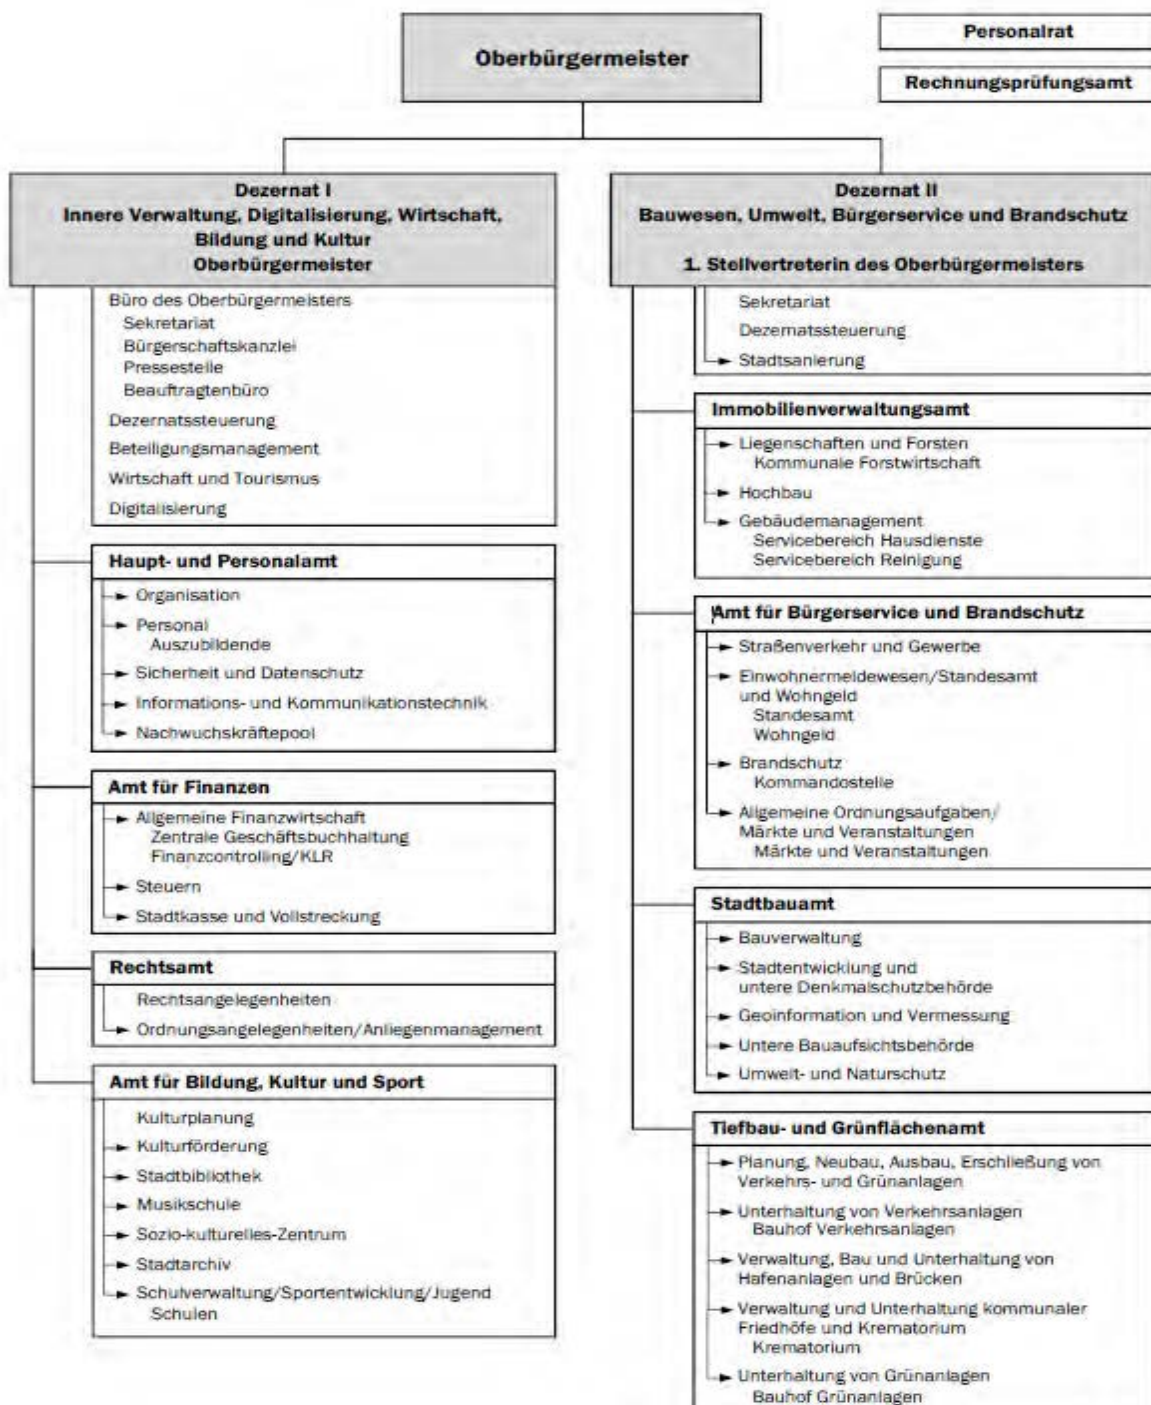 Oberbürgermeister
Personalrat
Rechnungsprüfungsamt
Dezernat I
Innere Verwaltung, Digitalisierung, Wirtschaft,
Bildung und Kultur
Oberbürgermeister
Büro des Oberbürgermeisters
Sekretariat
Bürgerschaftskanzlei
Pressestelle
Beauftragtenbüro
Dezernatssteuerung
Beteiligungsmanagement
Wirtschaft und Tourismus
Digitalisierung
Haupt- und Personalamt
Organisation
Personal
Auszubildende
Sicherheit und Datenschutz
Informations- und Kommunikationstechnik
Nachwuchskräftepool
Amt für Finanzen
Allgemeine Finanzwirtschaft
Zentrale Geschäftsbuchhaltung
Finanzcontrolling/KLR
Steuern
Stadtkasse und Vollstreckung
Rechtsamt
Rechtsangelegenheiten
Ordnungsangelegenheiten/Anliegenmanagement
Amt für Bildung, Kultur und Sport
Kulturplanung
Kulturförderung
Stadtbibliothek
Musikschule
Sozio-kulturelles-Zentrum
Stadtarchiv
Schulverwaltung/Sportentwicklung/Jugend
Schulen
Dezernat II
Bauwesen, Umwelt, Bürgerservice und Brandschutz
1. Stellvertreterin des Oberbürgermeisters
Sekretariat
Dezernatssteuerung
Stadtsanierung
Immobilienverwaltungsamt
Liegenschaften und Forsten
Kommunale Forstwirtschaft
Hochbau
Gebäudemanagement
Servicebereich Hausdienste
Servicebereich Reinigung
Amt für Bürgerservice und Brandschutz
Straßenverkehr und Gewerbe
Einwohnermeldewesen/Standesamt
und Wohngeld
Standesamt
Wohngeld
Brandschutz
Kommandostelle
Allgemeine Ordnungsaufgaben/
Märkte und Veranstaltungen
Märkte und Veranstaltungen
Stadtbauamt
Bauverwaltung
Stadtentwicklung und
untere Denkmalschutzbehörde
Geoinformation und Vermessung
Untere Bauaufsichtsbehörde
Umwelt- und Naturschutz
Tiefbau- und Grünflächenamt
Planung, Neubau, Ausbau, Erschließung von
Verkehrs- und Grünanlagen
Unterhaltung von Verkehrsanlagen
Bauhof Verkehrsanlagen
Verwaltung, Bau und Unterhaltung von
Hafenanlagen und Brücken
Verwaltung und Unterhaltung kommunaler
Friedhöfe und Krematorium
Krematorium
Unterhaltung von Grünanlagen
Bauhof Grünanlagen